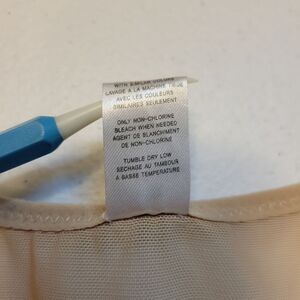 WITH SIMILAR COLORS
LAVAGE A LA MACHINE TIEDE
AVEC LES COULEURS
SIMILAIRES SEULEMENT
ONLY NON-CHLORINE
BLEACH WHEN NEEDED
AGENT DE BLANCHIMENT
DE NON-CHLORINE
TUMBLE DRY LOW
SECHAGE AU TAMBOUR
A BASSE TEMPERATURE